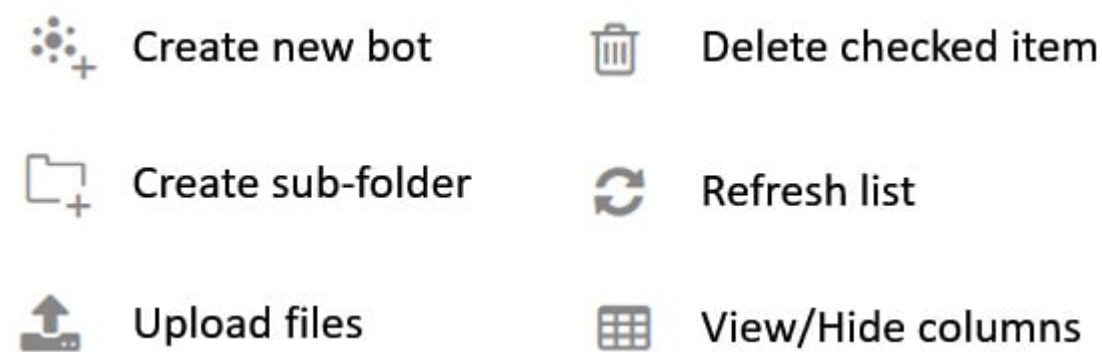 Create new bot
Delete checked item
Create sub-folder
Refresh list
Upload files
View/Hide columns